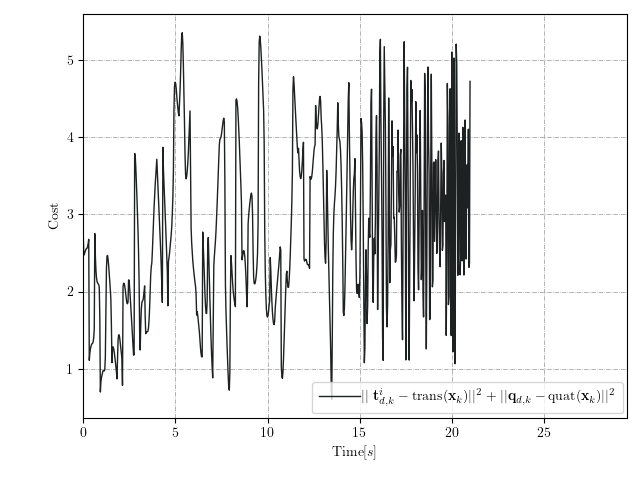 5
4
3
2
1
Cost
0 5 10 15 20 25
Time[s]
|| t^i_{d,k} − trans(x_k)||² + ||q_{d,k} − quat(x_k)||²